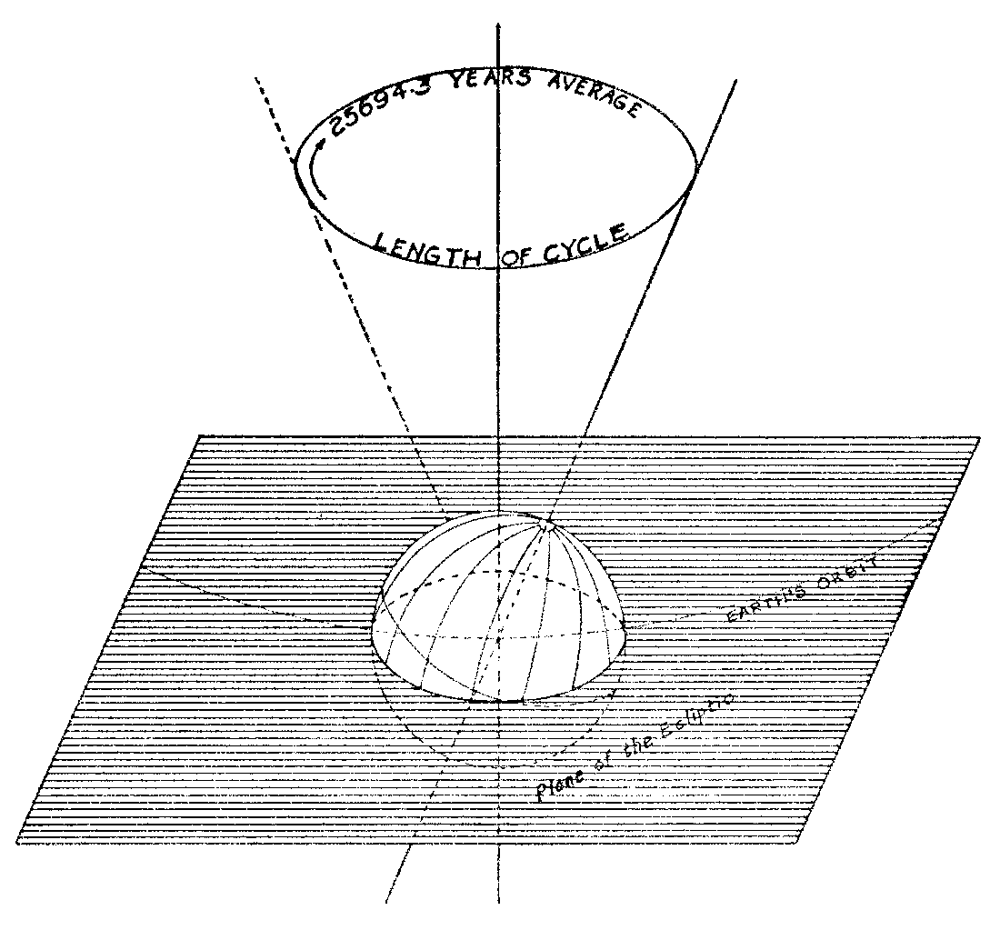 25694.3 YEARS AVERAGE
LENGTH OF CYCLE
EARTH'S ORBIT
Plane of the Ecliptic